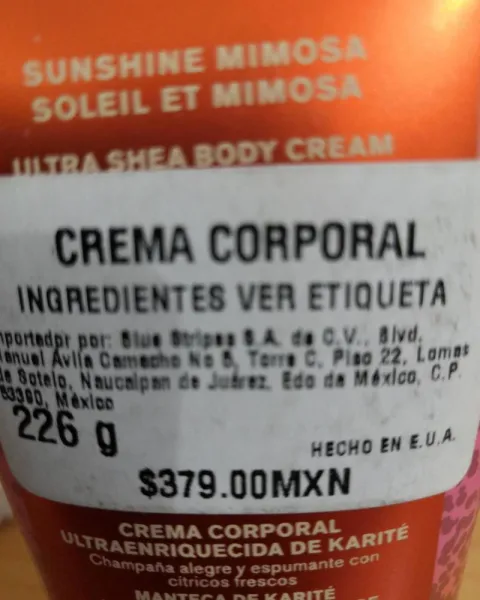 SUNSHINE MIMOSA
SOLEIL ET MIMOSA
ULTRA SHEA BODY CREAM
CREMA CORPORAL
INGREDIENTES VER ETIQUETA
por: Blue Stripes S.A. de C.V., Blvd.
Avila Camacho No 5, Torre C, Piso 22, Lomas
de Sotelo, Naucalpan de Juárez, Edo de México, C.P.
53390, México
226 g
HECHO EN E.U.A.
$379.00MXN
CREMA CORPORAL
ULTRAENRIQUECIDA DE KARITÉ
Champaña alegre y espumante con
cítricos frescos
MANTECA DE KARITÉ